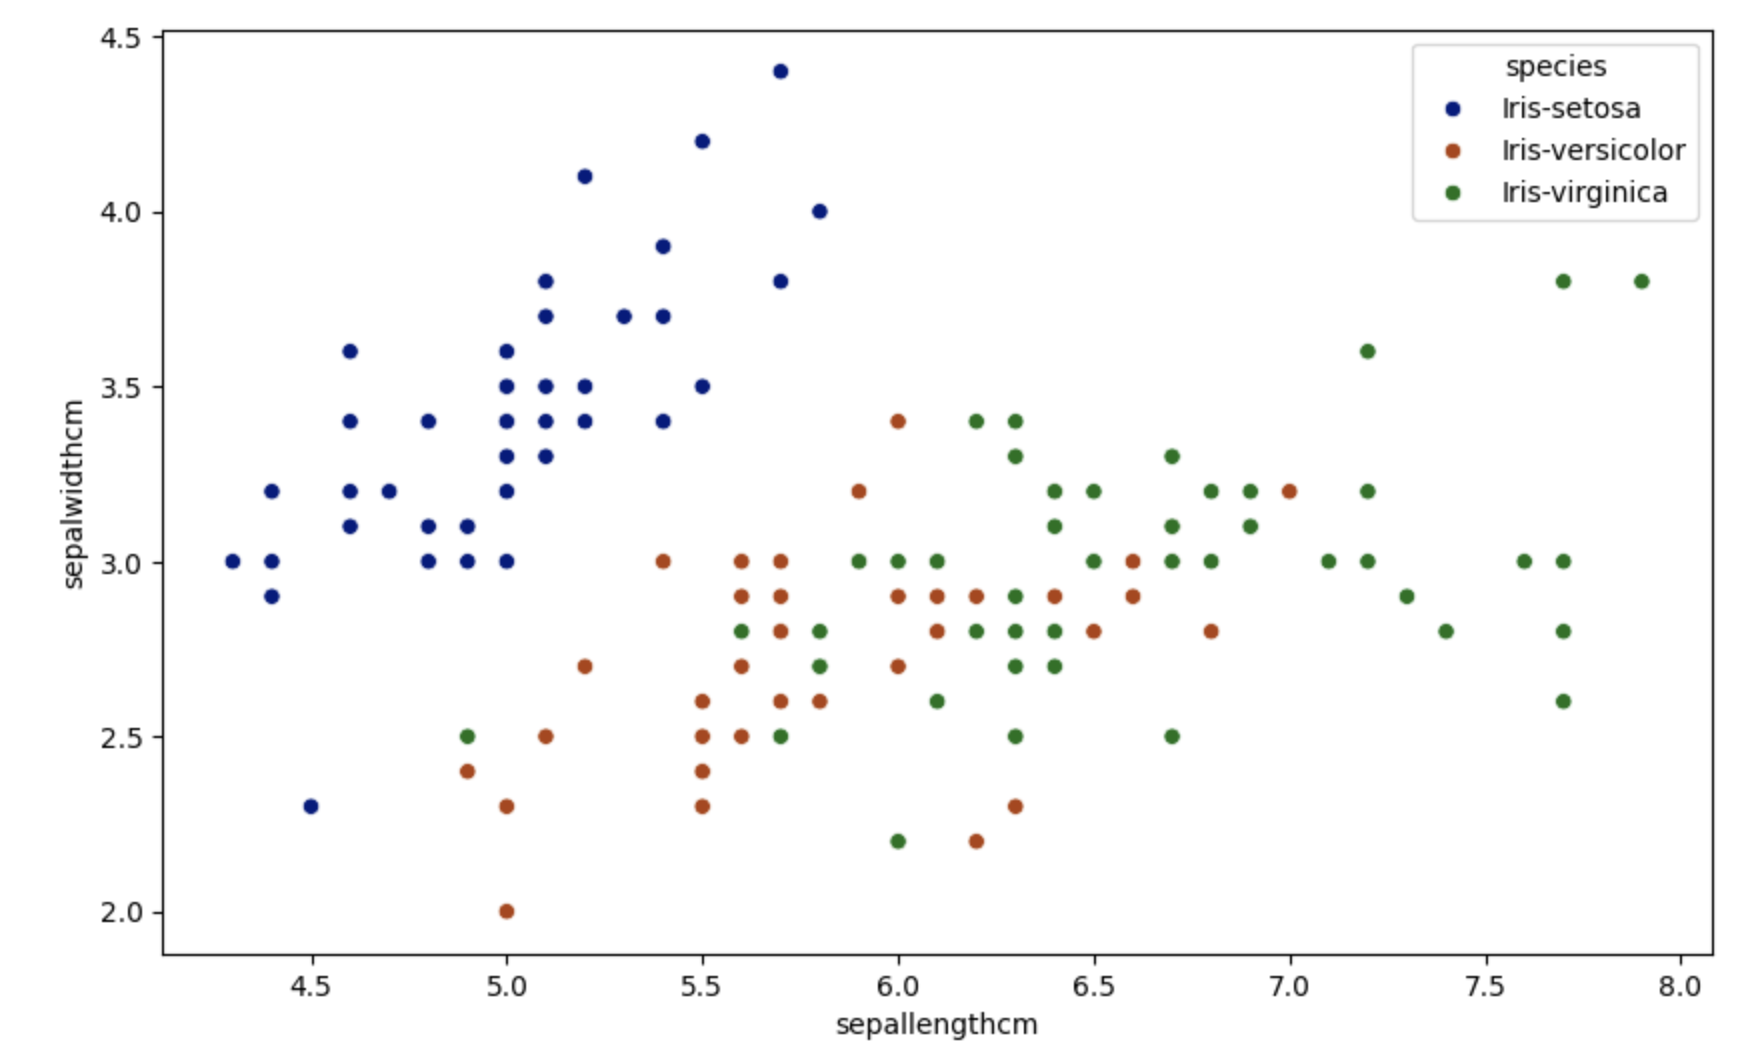 4.5
4.0
3.5
3.0
2.5
2.0
sepalwidthcm
species
Iris-setosa
Iris-versicolor
Iris-virginica
4.5 5.0 5.5 6.0 6.5 7.0 7.5 8.0
sepallengthcm